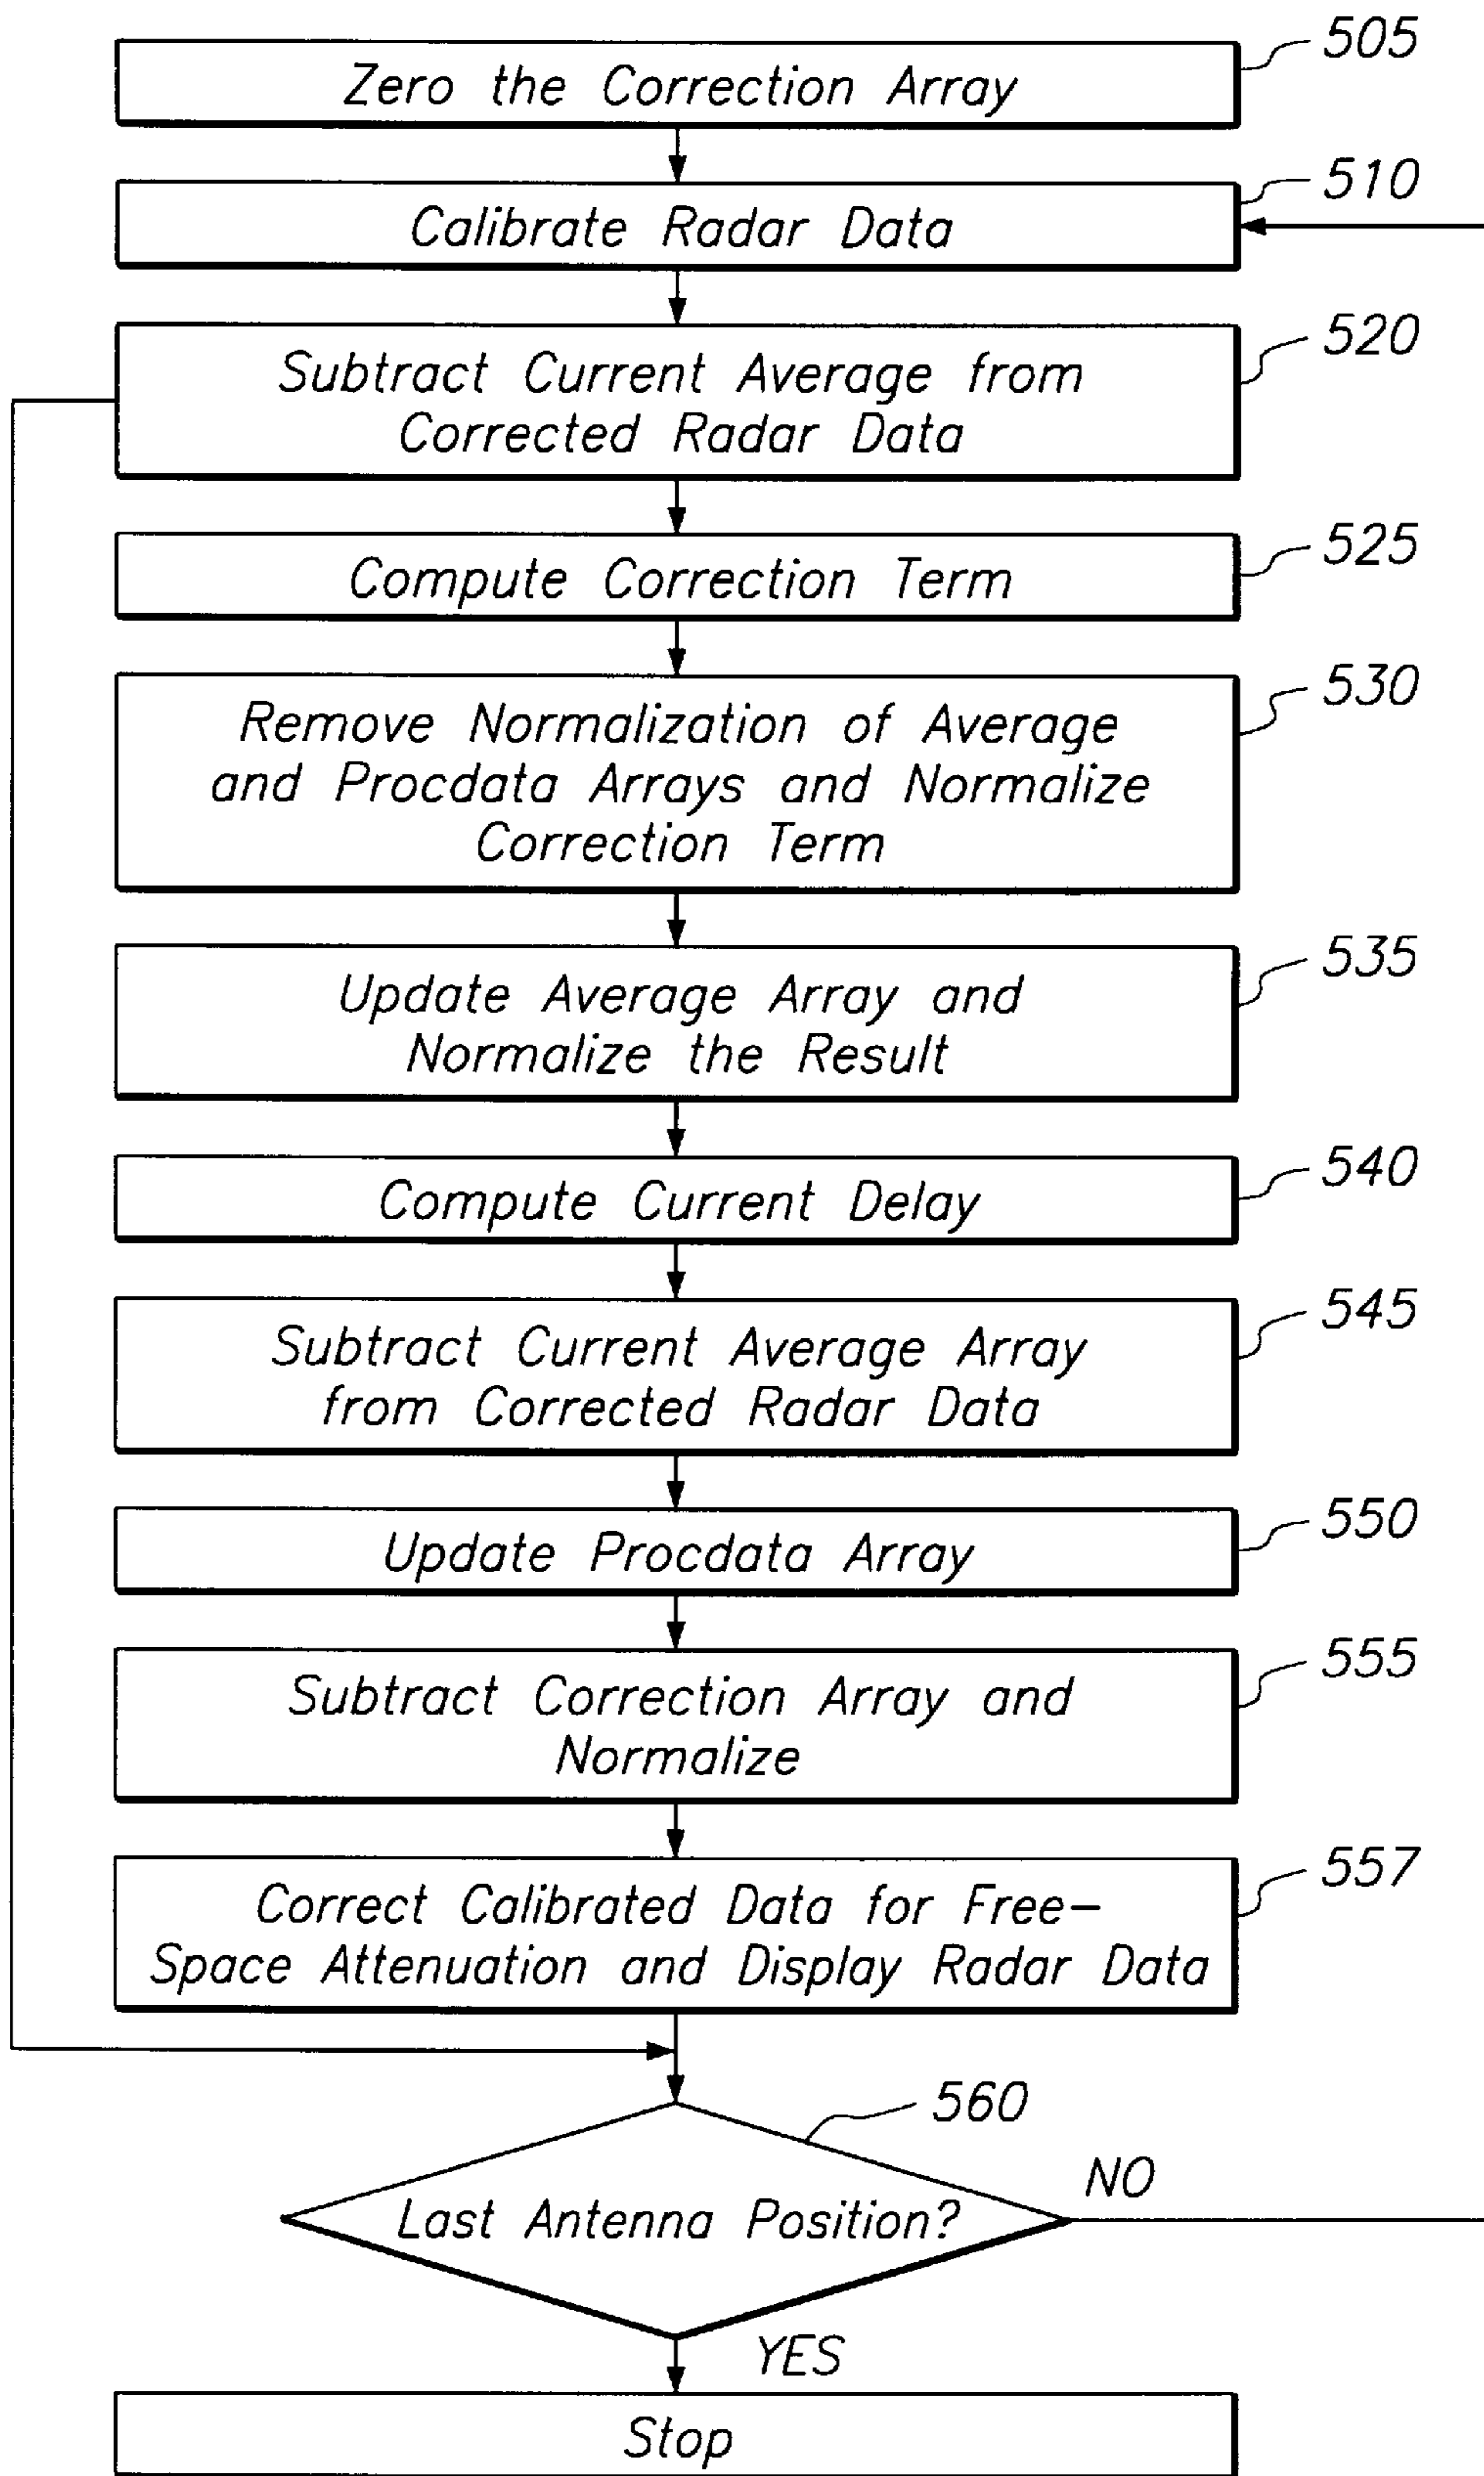 505
Zero the Correction Array
510
Calibrate Radar Data
520
Subtract Current Average from
Corrected Radar Data
525
Compute Correction Term
530
Remove Normalization of Average
and Procdata Arrays and Normalize
Correction Term
535
Update Average Array and
Normalize the Result
540
Compute Current Delay
545
Subtract Current Average Array
from Corrected Radar Data
550
Update Procdata Array
555
Subtract Correction Array and
Normalize
557
Correct Calibrated Data for Free-
Space Attenuation and Display Radar Data
560
NO
Last Antenna Position?
YES
Stop